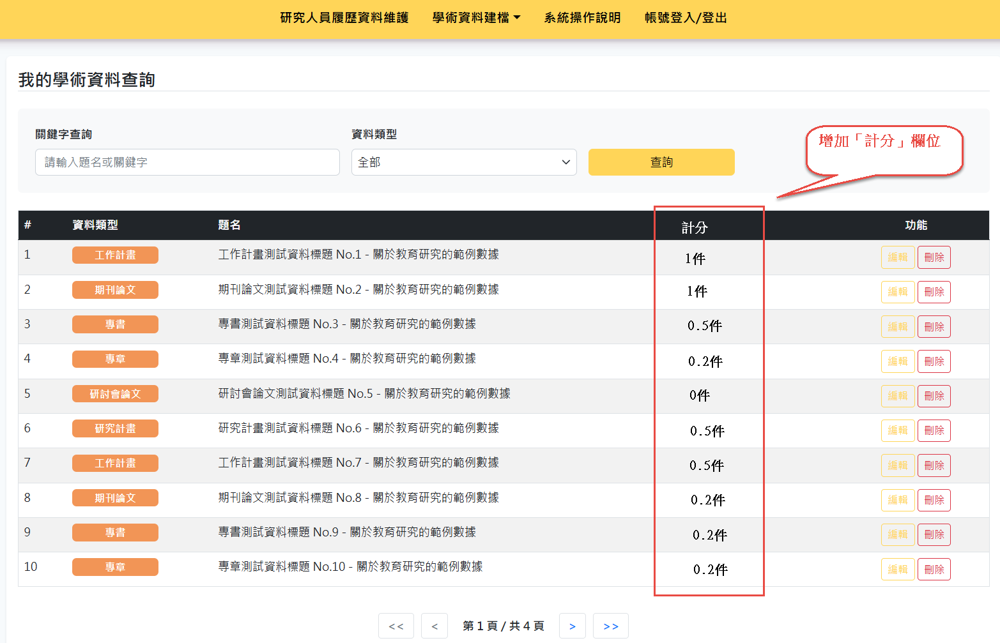 研究人員履歷資料維護 學術資料建檔 系統操作說明 帳號登入/登出
我的學術資料查詢
關鍵字查詢 資料類型
請輸入題名或關鍵字 全部 查詢
增加「計分」欄位
# 資料類型 題名 計分 功能
1 工作計畫 工作計畫測試資料標題 No.1 - 關於教育研究的範例數據 1件 編輯 刪除
2 期刊論文 期刊論文測試資料標題 No.2 - 關於教育研究的範例數據 1件 編輯 刪除
3 專書 專書測試資料標題 No.3 - 關於教育研究的範例數據 0.5件 編輯 刪除
4 專章 專章測試資料標題 No.4 - 關於教育研究的範例數據 0.2件 編輯 刪除
5 研討會論文 研討會論文測試資料標題 No.5 - 關於教育研究的範例數據 0件 編輯 刪除
6 研究計畫 研究計畫測試資料標題 No.6 - 關於教育研究的範例數據 0.5件 編輯 刪除
7 工作計畫 工作計畫測試資料標題 No.7 - 關於教育研究的範例數據 0.5件 編輯 刪除
8 期刊論文 期刊論文測試資料標題 No.8 - 關於教育研究的範例數據 0.2件 編輯 刪除
9 專書 專書測試資料標題 No.9 - 關於教育研究的範例數據 0.2件 編輯 刪除
10 專章 專章測試資料標題 No.10 - 關於教育研究的範例數據 0.2件 編輯 刪除
<< < 第 1 頁 / 共 4 頁 > >>